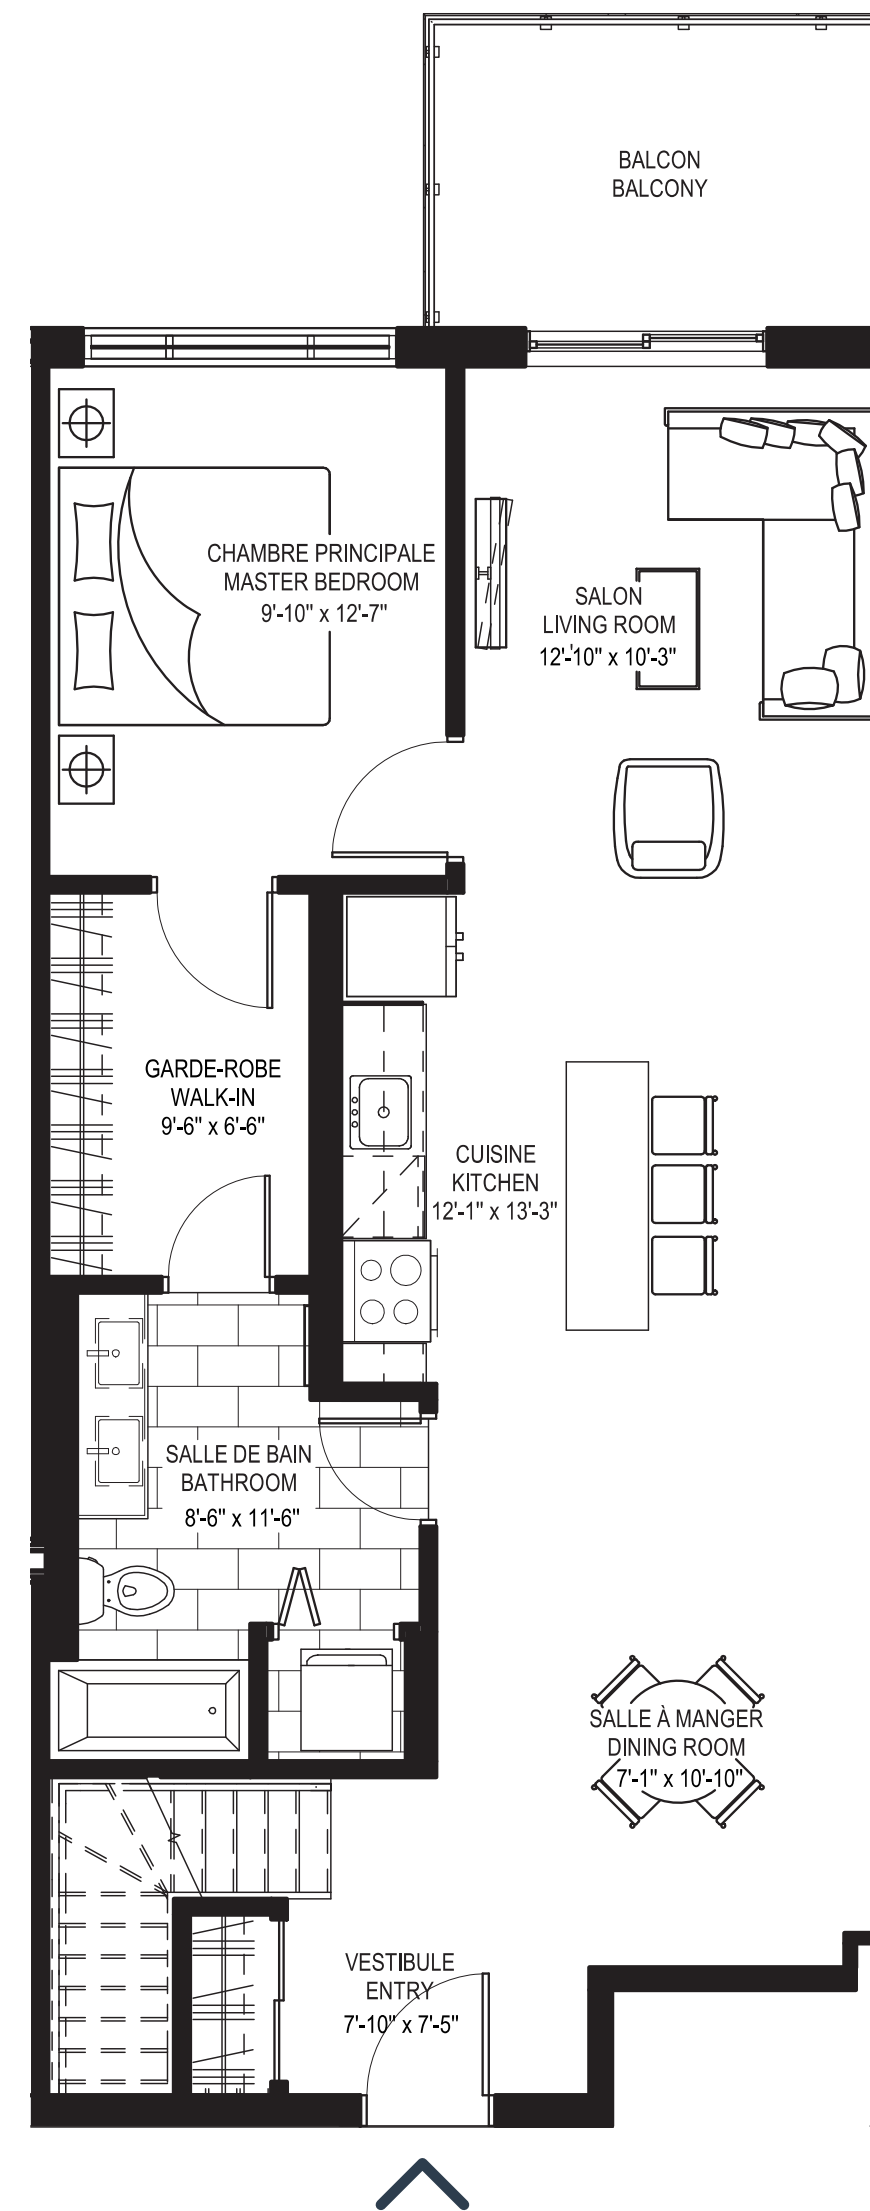 BALCON
BALCONY
CHAMBRE PRINCIPALE
MASTER BEDROOM
9'-10" x 12'-7"
SALON
LIVING ROOM
12'-10" x 10'-3"
GARDE-ROBE
WALK-IN
9'-6" x 6'-6"
CUISINE
KITCHEN
12'-1" x 13'-3"
SALLE DE BAIN
BATHROOM
8'-6" x 11'-6"
SALLE À MANGER
DINING ROOM
7'-1" x 10'-10"
VESTIBULE
ENTRY
7'-10" x 7'-5"